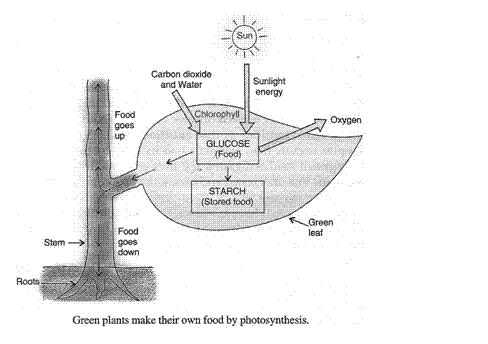 Sun
Carbon dioxide
and Water
Sunlight
energy
Chlorophyll
Oxygen
Food
goes
up
GLUCOSE
(Food)
STARCH
(Stored food)
Green
leaf
Stem
Food
goes
down
Roots
Green plants make their own food by photosynthesis.